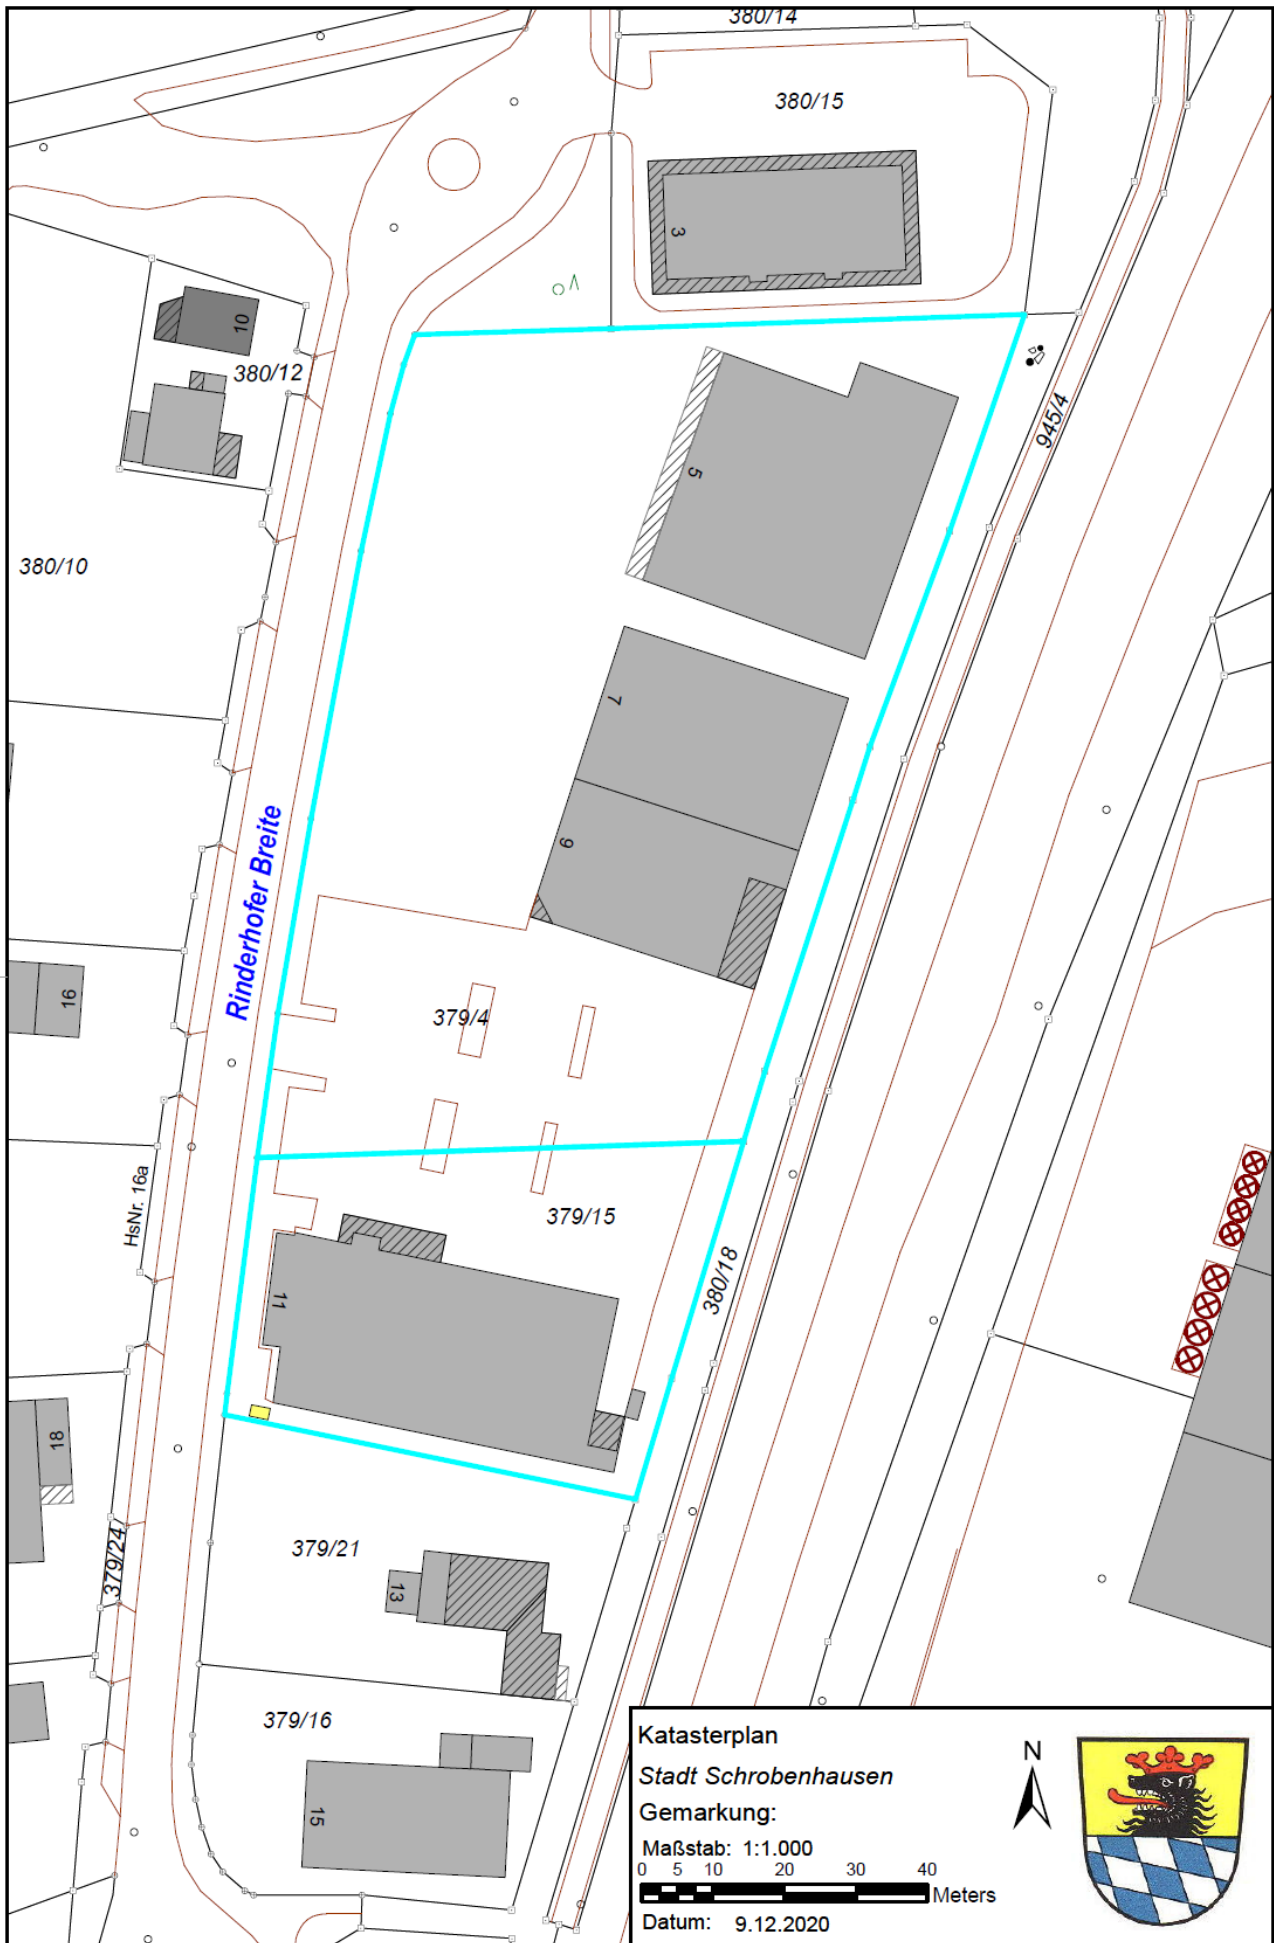 380/14
380/15
3
10
380/12
945/4
5
380/10
7
9
Rinderhofer Breite
16
379/4
HsNr. 16a
379/15
380/18
11
18
379/24
379/21
13
379/16
15
Katasterplan
Stadt Schrobenhausen
Gemarkung:
Maßstab: 1:1.000
0 5 10 20 30 40
Meters
Datum: 9.12.2020
N